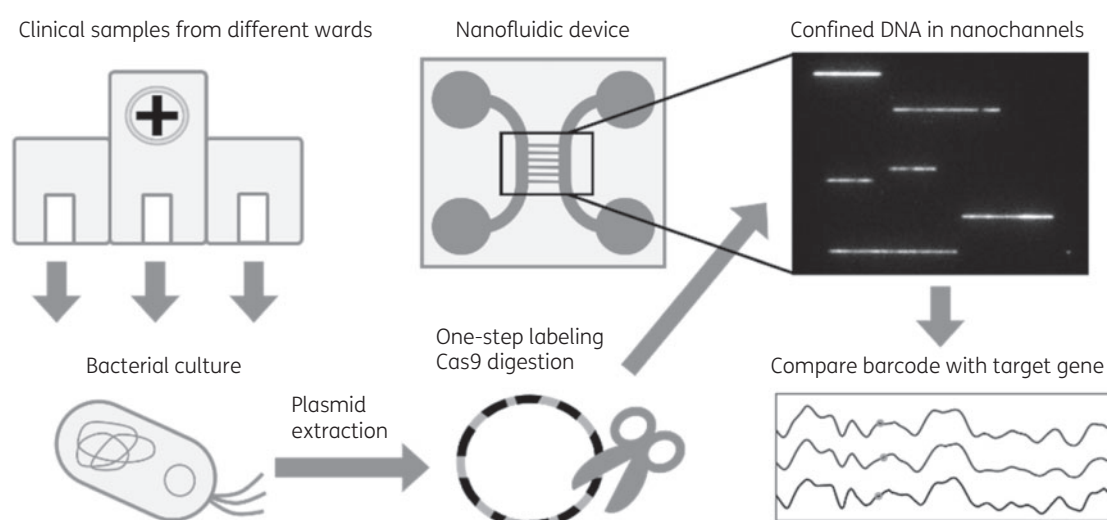 Clinical samples from different wards
Nanofluidic device
Confined DNA in nanochannels
One-step labeling
Cas9 digestion
Bacterial culture
Compare barcode with target gene
Plasmid
extraction